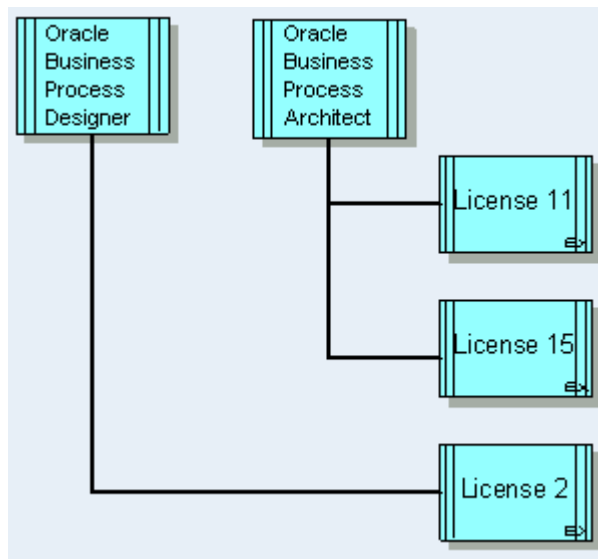 Oracle
Business
Process
Designer
Oracle
Business
Process
Architect
License 11
License 15
License 2